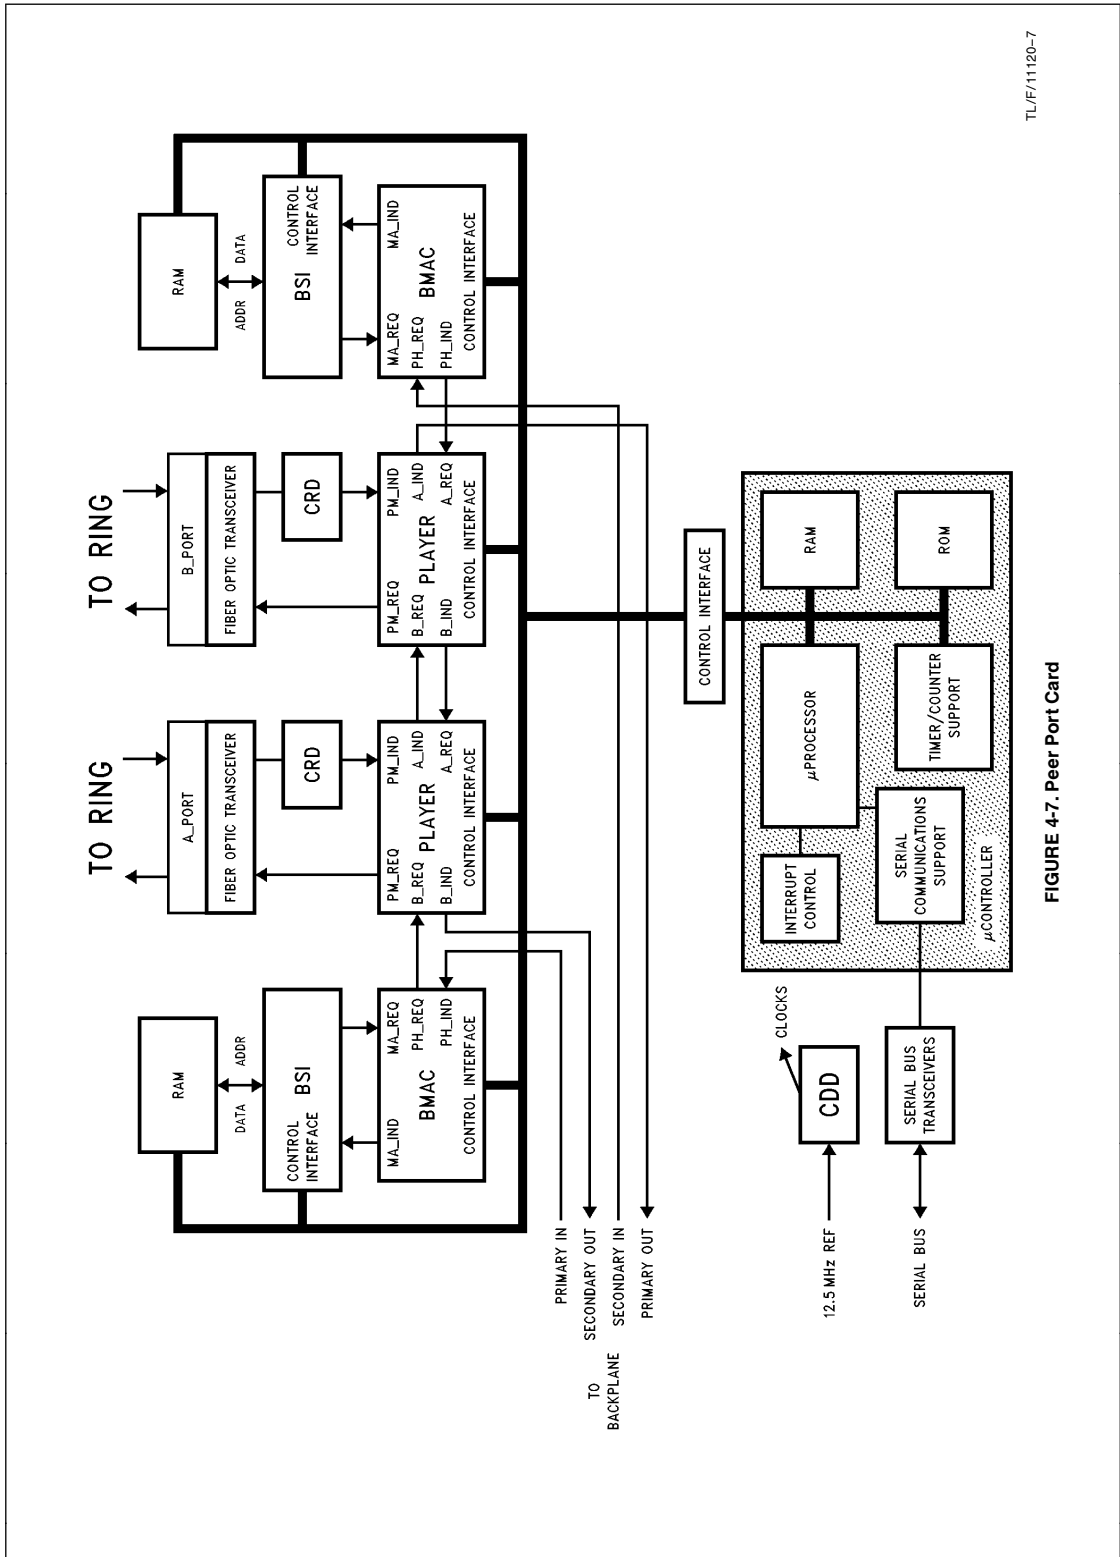 TO RING
TO RING
RAM
DATA
ADDR
CONTROL
INTERFACE
BSI
MA_IND
MA_REQ
BMAC
PH_REQ
PH_IND
CONTROL INTERFACE
A_PORT
FIBER OPTIC TRANSCEIVER
CRD
PM_REQ
PM_IND
B_REQ
PLAYER
A_IND
B_IND
A_REQ
CONTROL INTERFACE
B_PORT
FIBER OPTIC TRANSCEIVER
CRD
PM_REQ
PM_IND
B_REQ
PLAYER
A_IND
B_IND
A_REQ
CONTROL INTERFACE
RAM
ADDR
DATA
CONTROL
INTERFACE
BSI
MA_REQ
MA_IND
PH_REQ
BMAC
PH_IND
CONTROL INTERFACE
PRIMARY IN
SECONDARY OUT
TO
BACKPLANE
SECONDARY IN
PRIMARY OUT
CONTROL INTERFACE
12.5 MHz REF
CDD
CLOCKS
SERIAL BUS
SERIAL BUS
TRANSCEIVERS
INTERRUPT
CONTROL
μPROCESSOR
RAM
SERIAL
COMMUNICATIONS
SUPPORT
TIMER/COUNTER
SUPPORT
ROM
μCONTROLLER
TL/F/11120–7
FIGURE 4-7. Peer Port Card